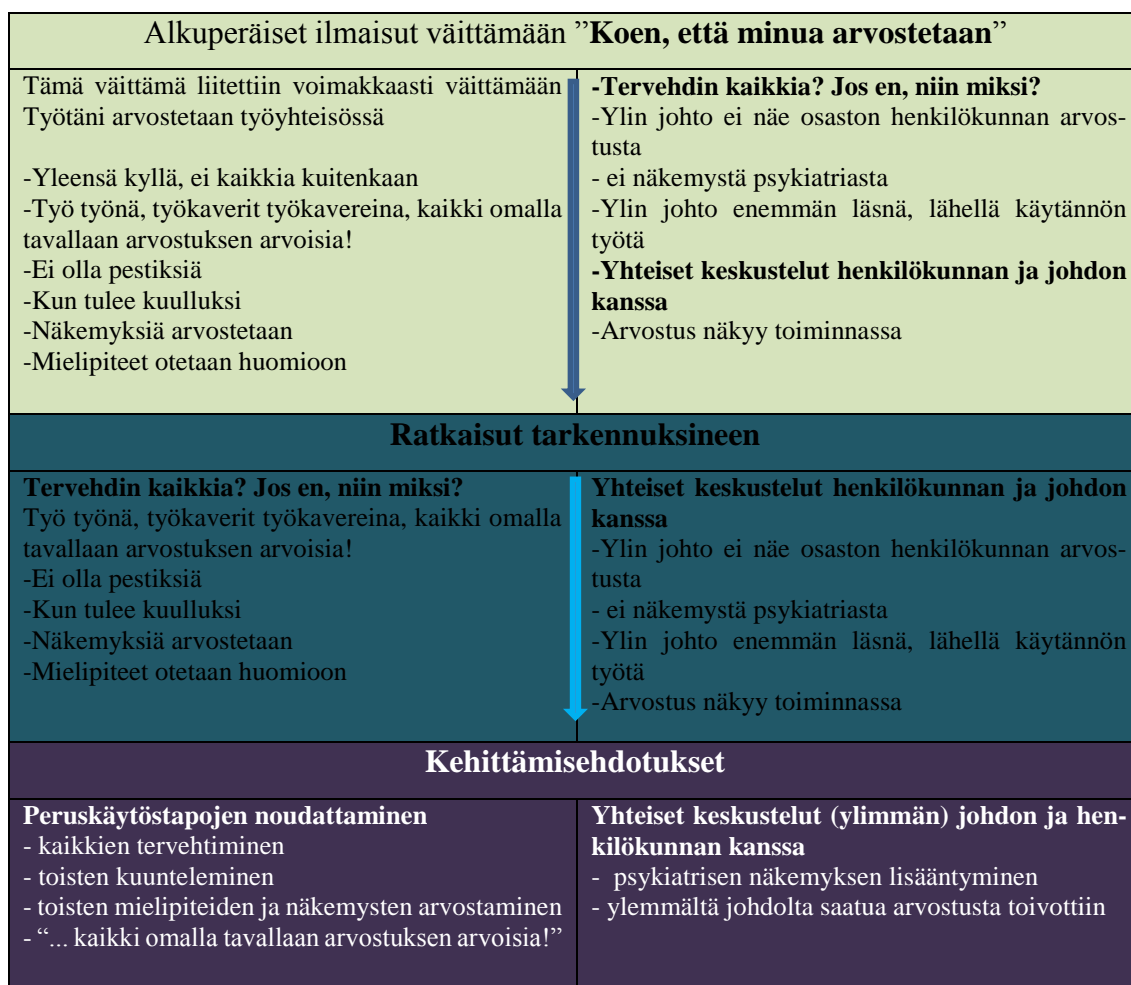 Alkuperäiset ilmaisut väittämään ”Koen, että minua arvostetaan”
Tämä väittämä liitettiin voimakkaasti väittämään
Työtäni arvostetaan työyhteisössä
-Yleensä kyllä, ei kaikkia kuitenkaan
-Työ työnä, työkaverit työkavereina, kaikki omalla
tavallaan arvostuksen arvoisia!
-Ei olla pestiksiä
-Kun tulee kuulluksi
-Näkemyksiä arvostetaan
-Mielipiteet otetaan huomioon
-Tervehdin kaikkia? Jos en, niin miksi?
-Ylin johto ei näe osaston henkilökunnan arvos-
tusta
- ei näkemystä psykiatriasta
-Ylin johto enemmän läsnä, lähellä käytännön
työtä
-Yhteiset keskustelut henkilökunnan ja johdon
kanssa
-Arvostus näkyy toiminnassa
Ratkaisut tarkennuksineen
Tervehdin kaikkia? Jos en, niin miksi?
Työ työnä, työkaverit työkavereina, kaikki omalla
tavallaan arvostuksen arvoisia!
-Ei olla pestiksiä
-Kun tulee kuulluksi
-Näkemyksiä arvostetaan
-Mielipiteet otetaan huomioon
Yhteiset keskustelut henkilökunnan ja johdon
kanssa
-Ylin johto ei näe osaston henkilökunnan arvos-
tusta
- ei näkemystä psykiatriasta
-Ylin johto enemmän läsnä, lähellä käytännön
työtä
-Arvostus näkyy toiminnassa
Kehittämisehdotukset
Peruskäytöstapojen noudattaminen
- kaikkien tervehtiminen
- toisten kuunteleminen
- toisten mielipiteiden ja näkemysten arvostaminen
- “... kaikki omalla tavallaan arvostuksen arvoisia!”
Yhteiset keskustelut (ylimmän) johdon ja hen-
kilökunnan kanssa
- psykiatrisen näkemyksen lisääntyminen
- ylemmältä johdolta saatua arvostusta toivottiin